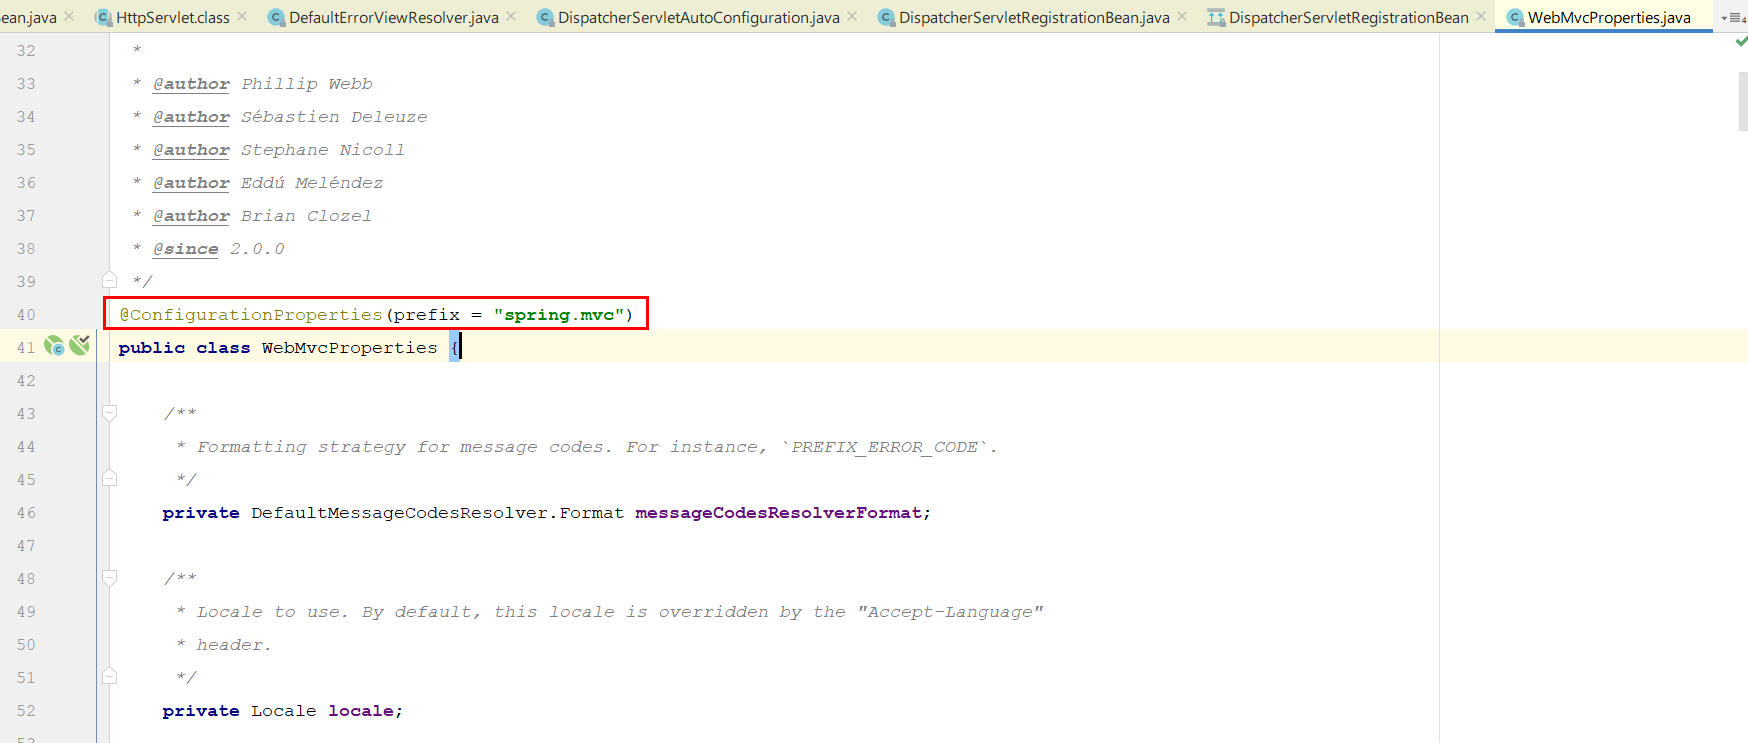 ean.java HttpServlet.class DefaultErrorViewResolver.java DispatcherServletAutoConfiguration.java DispatcherServletRegistrationBean.java DispatcherServletRegistrationBean WebMvcProperties.java 4
32 *
33 * @author Phillip Webb
34 * @author Sébastien Deleuze
35 * @author Stephane Nicoll
36 * @author Eddú Meléndez
37 * @author Brian Clozel
38 * @since 2.0.0
39 */
40 @ConfigurationProperties(prefix = "spring.mvc")
41 public class WebMvcProperties {
42
43 /**
44 * Formatting strategy for message codes. For instance, `PREFIX_ERROR_CODE`.
45 */
46 private DefaultMessageCodesResolver.Format messageCodesResolverFormat;
47
48 /**
49 * Locale to use. By default, this locale is overridden by the "Accept-Language"
50 * header.
51 */
52 private Locale locale;